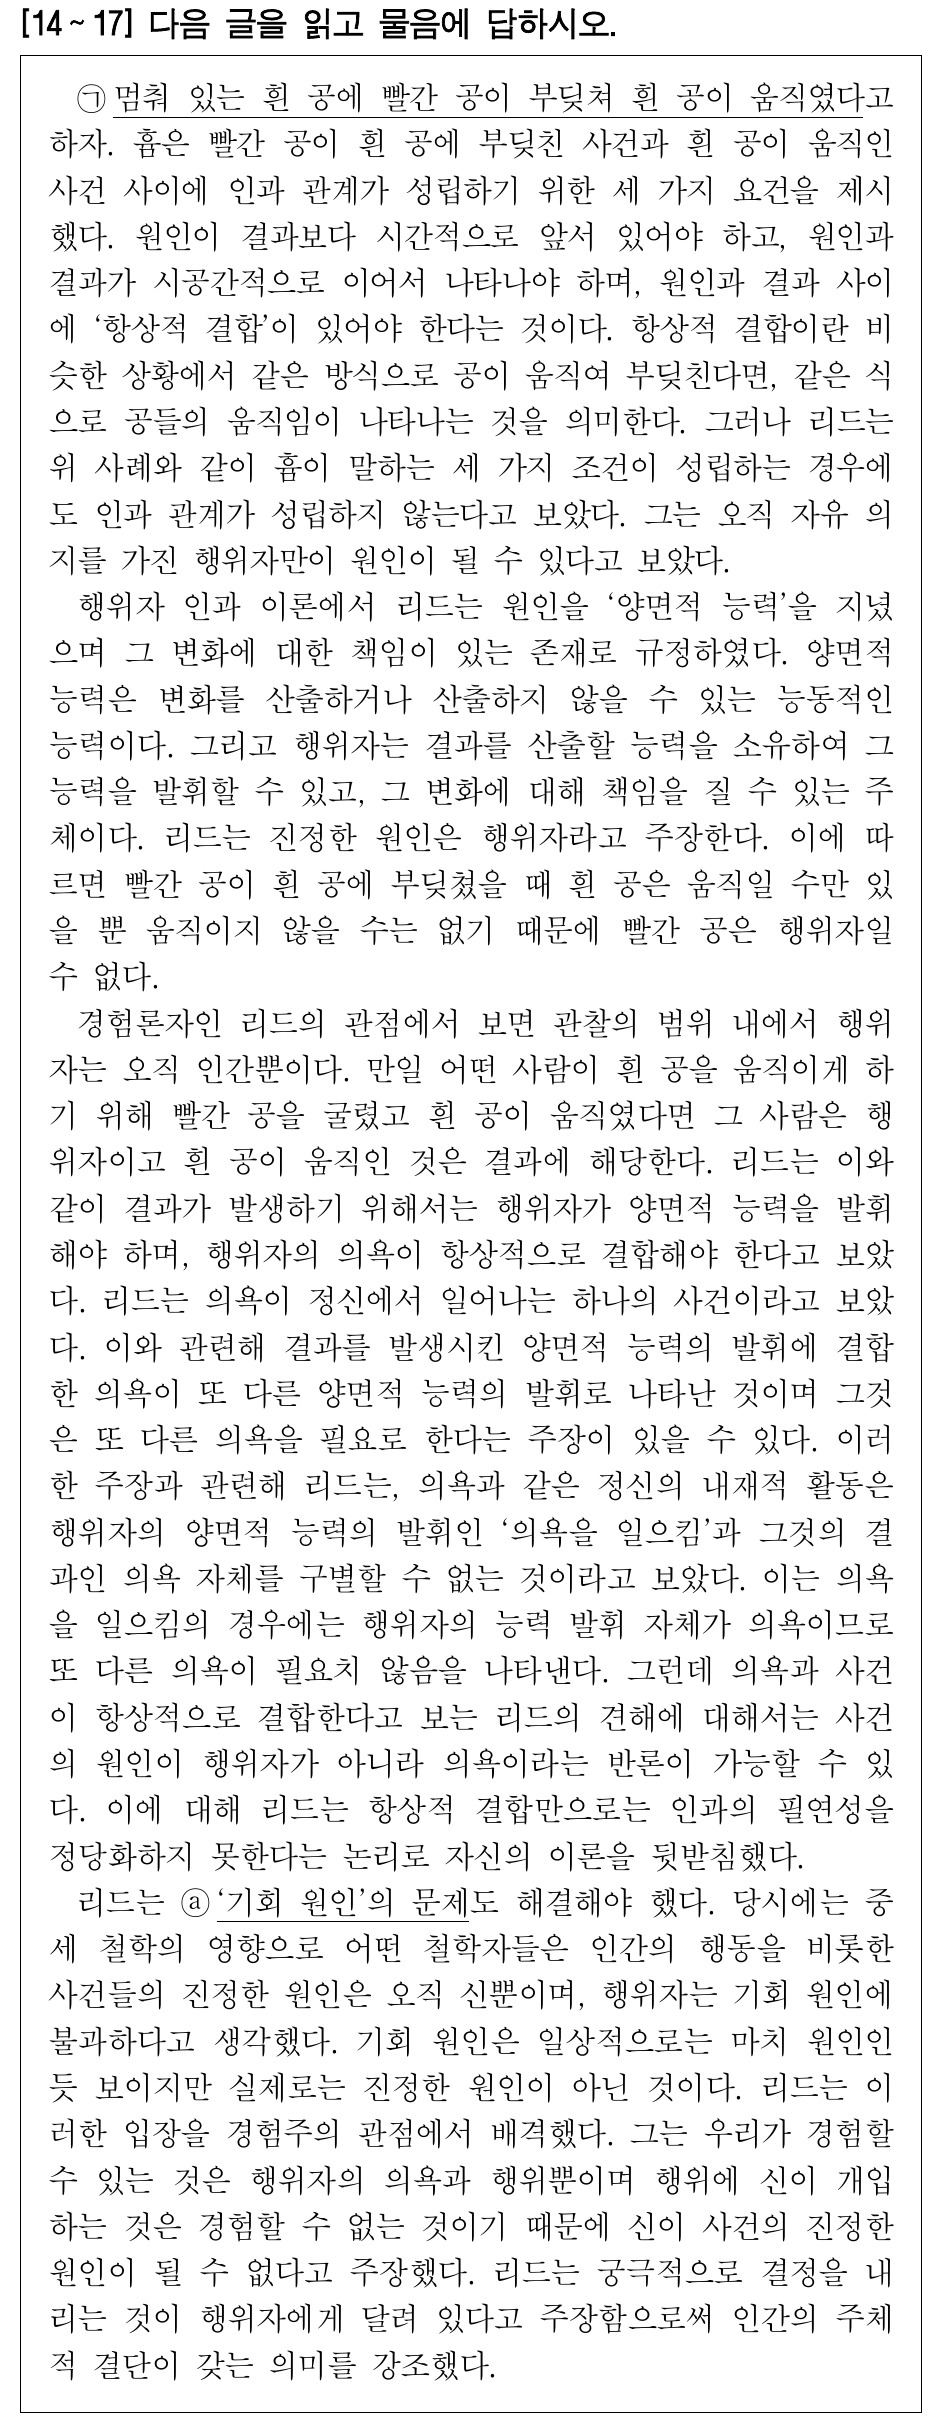 [14~17] 다음 글을 읽고 물음에 답하시오.
㉠멈춰 있는 흰 공에 빨간 공이 부딪쳐 흰 공이 움직였다고
하자. 흄은 빨간 공이 흰 공에 부딪친 사건과 흰 공이 움직인
사건 사이에 인과 관계가 성립하기 위한 세 가지 요건을 제시
했다. 원인이 결과보다 시간적으로 앞서 있어야 하고, 원인과
결과가 시공간적으로 이어서 나타나야 하며, 원인과 결과 사이
에 ‘항상적 결합’이 있어야 한다는 것이다. 항상적 결합이란 비
슷한 상황에서 같은 방식으로 공이 움직여 부딪친다면, 같은 식
으로 공들의 움직임이 나타나는 것을 의미한다. 그러나 리드는
위 사례와 같이 흄이 말하는 세 가지 조건이 성립하는 경우에
도 인과 관계가 성립하지 않는다고 보았다. 그는 오직 자유 의
지를 가진 행위자만이 원인이 될 수 있다고 보았다.
행위자 인과 이론에서 리드는 원인을 ‘양면적 능력’을 지녔
으며 그 변화에 대한 책임이 있는 존재로 규정하였다. 양면적
능력은 변화를 산출하거나 산출하지 않을 수 있는 능동적인
능력이다. 그리고 행위자는 결과를 산출할 능력을 소유하여 그
능력을 발휘할 수 있고, 그 변화에 대해 책임을 질 수 있는 주
체이다. 리드는 진정한 원인은 행위자라고 주장한다. 이에 따
르면 빨간 공이 흰 공에 부딪쳤을 때 흰 공은 움직일 수만 있
을 뿐 움직이지 않을 수는 없기 때문에 빨간 공은 행위자일
수 없다.
경험론자인 리드의 관점에서 보면 관찰의 범위 내에서 행위
자는 오직 인간뿐이다. 만일 어떤 사람이 흰 공을 움직이게 하
기 위해 빨간 공을 굴렸고 흰 공이 움직였다면 그 사람은 행
위자이고 흰 공이 움직인 것은 결과에 해당한다. 리드는 이와
같이 결과가 발생하기 위해서는 행위자가 양면적 능력을 발휘
해야 하며, 행위자의 의욕이 항상적으로 결합해야 한다고 보았
다. 리드는 의욕이 정신에서 일어나는 하나의 사건이라고 보았
다. 이와 관련해 결과를 발생시킨 양면적 능력의 발휘에 결합
한 의욕이 또 다른 양면적 능력의 발휘로 나타난 것이며 그것
은 또 다른 의욕을 필요로 한다는 주장이 있을 수 있다. 이러
한 주장과 관련해 리드는, 의욕과 같은 정신의 내재적 활동은
행위자의 양면적 능력의 발휘인 ‘의욕을 일으킴’과 그것의 결
과인 의욕 자체를 구별할 수 없는 것이라고 보았다. 이는 의욕
을 일으킴의 경우에는 행위자의 능력 발휘 자체가 의욕이므로
또 다른 의욕이 필요치 않음을 나타낸다. 그런데 의욕과 사건
이 항상적으로 결합한다고 보는 리드의 견해에 대해서는 사건
의 원인이 행위자가 아니라 의욕이라는 반론이 가능할 수 있
다. 이에 대해 리드는 항상적 결합만으로는 인과의 필연성을
정당화하지 못한다는 논리로 자신의 이론을 뒷받침했다.
리드는 ⓐ‘기회 원인’의 문제도 해결해야 했다. 당시에는 중
세 철학의 영향으로 어떤 철학자들은 인간의 행동을 비롯한
사건들의 진정한 원인은 오직 신뿐이며, 행위자는 기회 원인에
불과하다고 생각했다. 기회 원인은 일상적으로는 마치 원인인
듯 보이지만 실제로는 진정한 원인이 아닌 것이다. 리드는 이
러한 입장을 경험주의 관점에서 배격했다. 그는 우리가 경험할
수 있는 것은 행위자의 의욕과 행위뿐이며 행위에 신이 개입
하는 것은 경험할 수 없는 것이기 때문에 신이 사건의 진정한
원인이 될 수 없다고 주장했다. 리드는 궁극적으로 결정을 내
리는 것이 행위자에게 달려 있다고 주장함으로써 인간의 주체
적 결단이 갖는 의미를 강조했다.